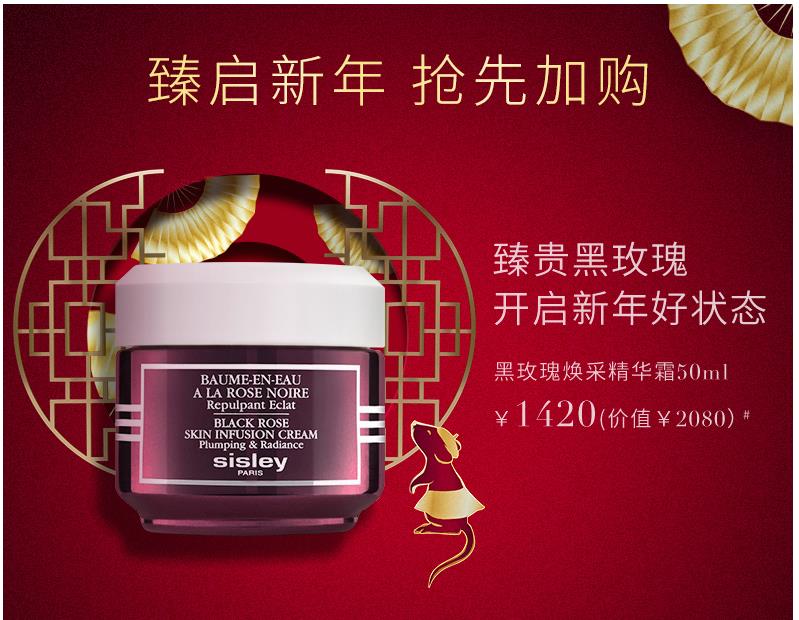 臻启新年 抢先加购
臻贵黑玫瑰
开启新年好状态
黑玫瑰焕采精华霜50ml
¥1420(价值¥2080)#
BAUME-EN-EAU
A LA ROSE NOIRE
Repulpant Eclat
BLACK ROSE
SKIN INFUSION CREAM
Plumping & Radiance
sisley
PARIS